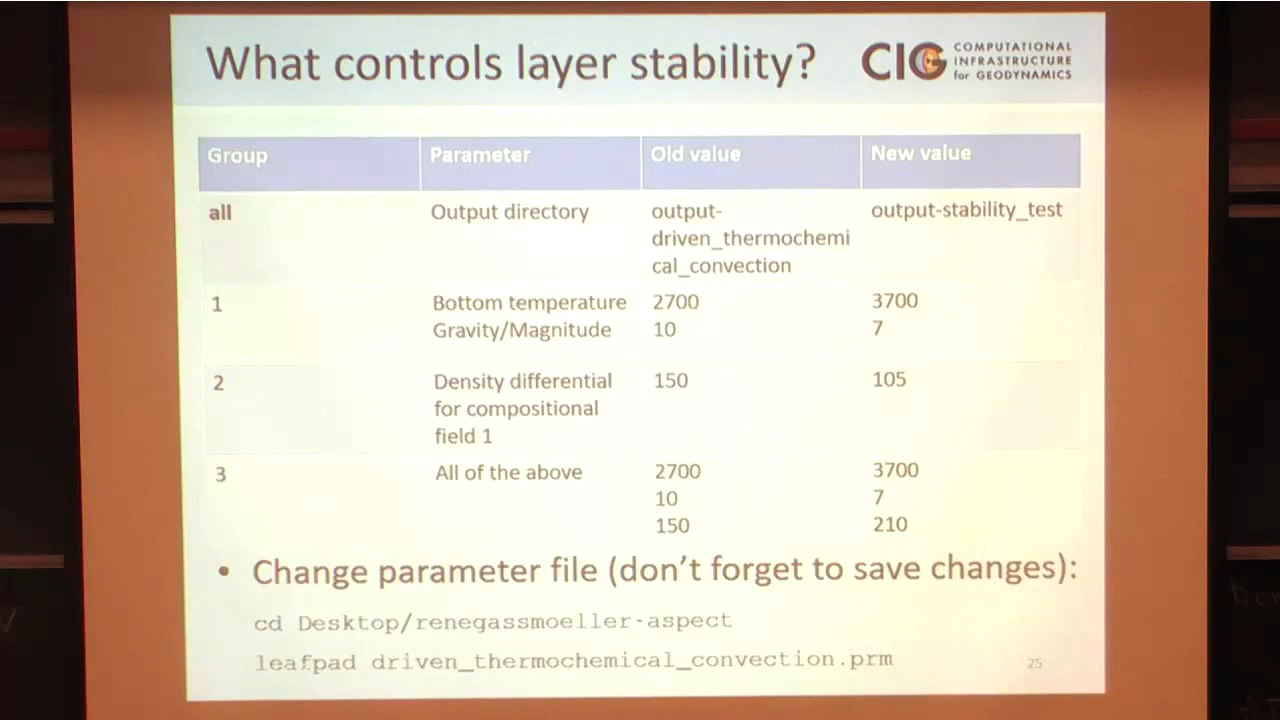 What controls layer stability?
CIG COMPUTATIONAL
INFRASTRUCTURE
for GEODYNAMICS
Group Parameter Old value New value
all Output directory output- output-stability_test
driven_thermochemi
cal_convection
1 Bottom temperature 2700 3700
Gravity/Magnitude 10 7
2 Density differential 150 105
for compositional
field 1
3 All of the above 2700 3700
10 7
150 210
• Change parameter file (don't forget to save changes):
cd Desktop/renegassmoeller-aspect
leafpad driven_thermochemical_convection.prm
25